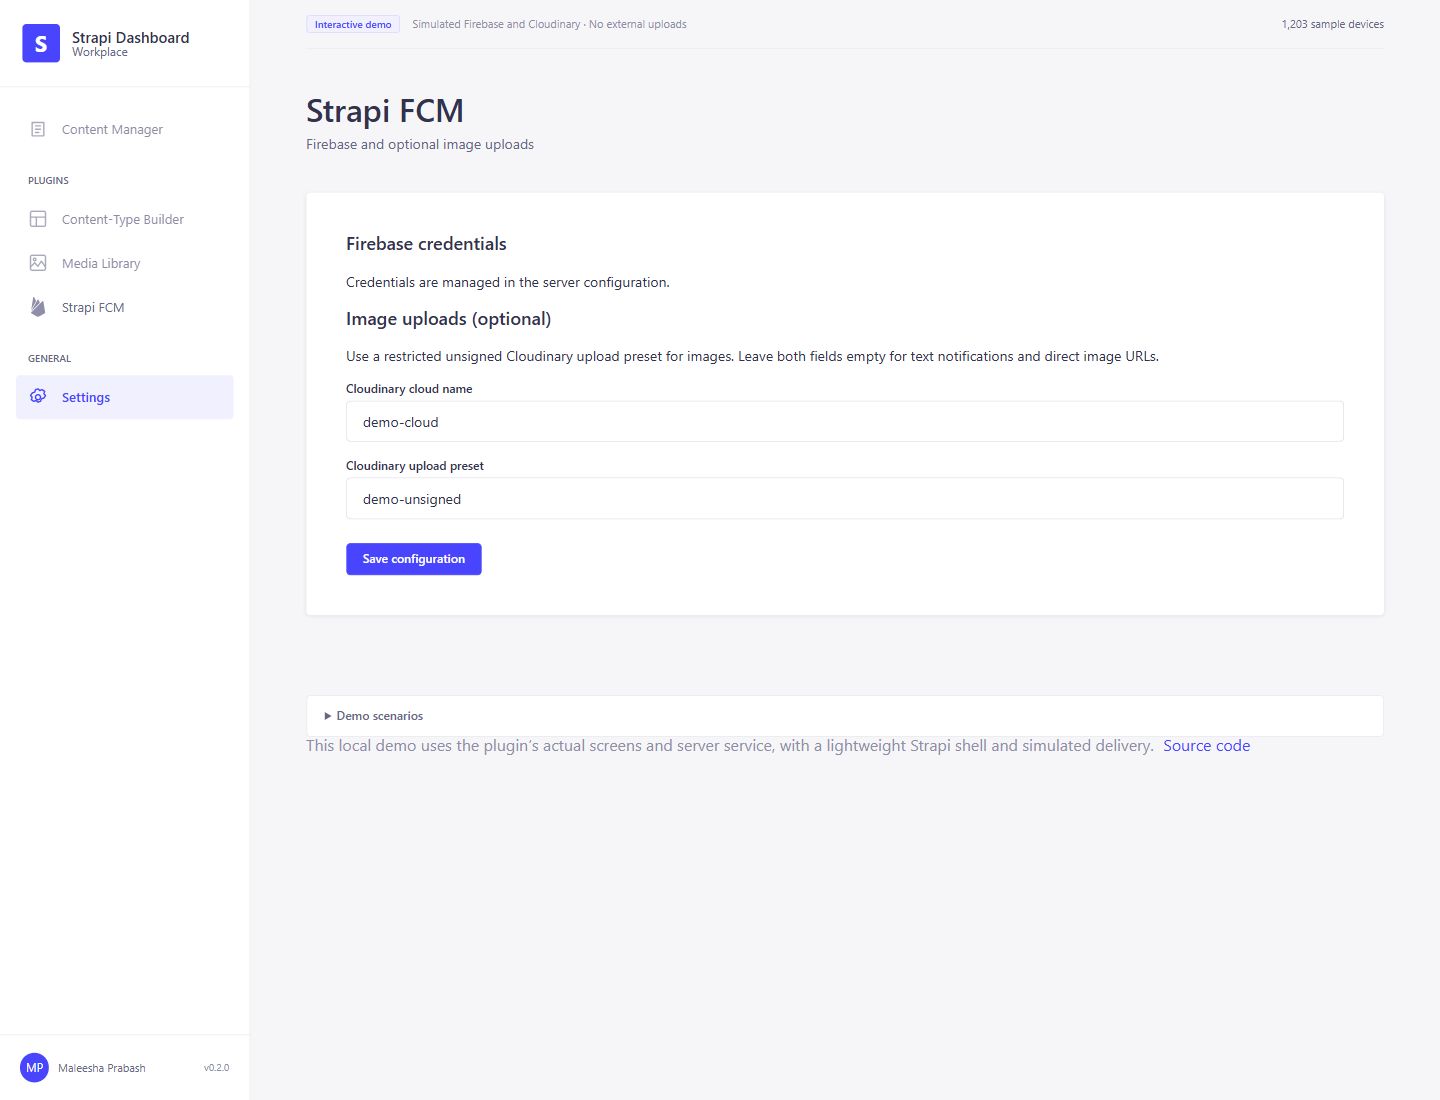 S
Strapi Dashboard
Workplace
Content Manager
PLUGINS
Content-Type Builder
Media Library
Strapi FCM
GENERAL
Settings
MP Maleesha Prabash v0.2.0
Interactive demo Simulated Firebase and Cloudinary · No external uploads 1,203 sample devices
Strapi FCM
Firebase and optional image uploads
Firebase credentials
Credentials are managed in the server configuration.
Image uploads (optional)
Use a restricted unsigned Cloudinary upload preset for images. Leave both fields empty for text notifications and direct image URLs.
Cloudinary cloud name
demo-cloud
Cloudinary upload preset
demo-unsigned
Save configuration
Demo scenarios
This local demo uses the plugin's actual screens and server service, with a lightweight Strapi shell and simulated delivery. Source code